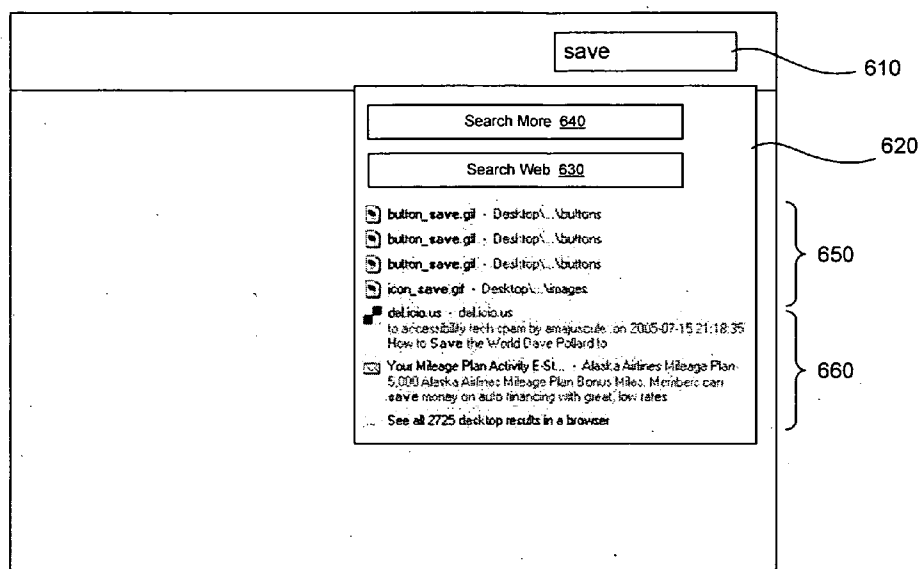 save
610
Search More 640
620
Search Web 630
button_save.gif - Desktop\...\buttons
button_save.gif - Desktop\...\buttons
650
button_save.gif - Desktop\...\buttons
icon_save.gif - Desktop\...\images
del.icio.us - del.icio.us
to accessibility tech spam by amajuscule on 2005-07-15 21:18:35
How to Save the World Dave Pollard to
660
Your Mileage Plan Activity E-St... - Alaska Airlines Mileage Plan
5,000 Alaska Airlines Mileage Plan Bonus Miles. Members can
save money on auto financing with great, low rates
... See all 2725 desktop results in a browser